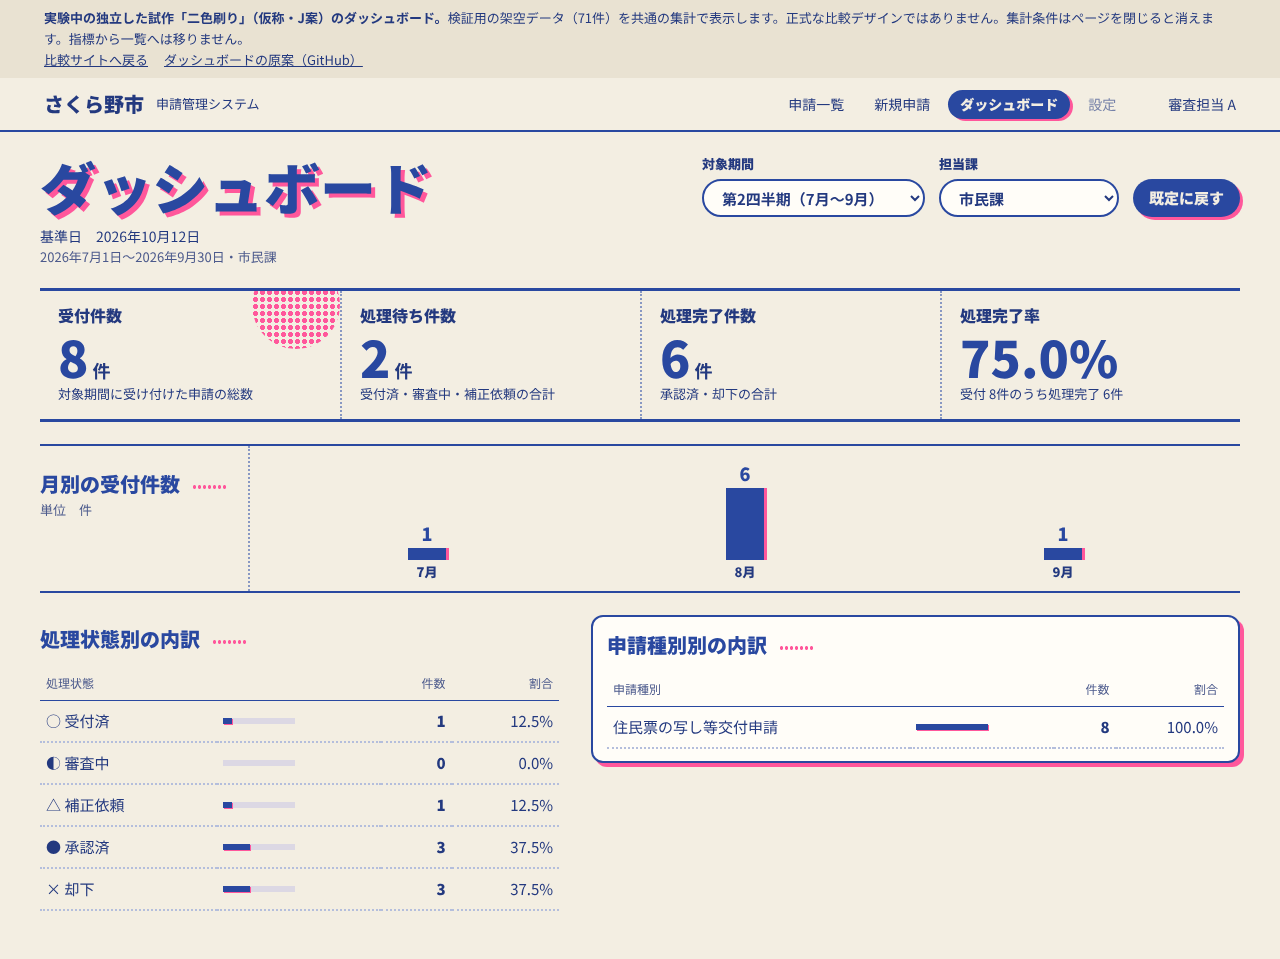 実験中の独立した試作「二色刷り」（仮称・J案）のダッシュボード。検証用の架空データ（71件）を共通の集計で表示します。正式な比較デザインではありません。集計条件はページを閉じると消えま
す。指標から一覧へは移りません。
比較サイトへ戻る ダッシュボードの原案（GitHub）
さくら野市 申請管理システム 申請一覧 新規申請 ダッシュボード 設定 審査担当 A
ダッシュボード
対象期間 担当課
第2四半期（7月〜9月） 市民課 既定に戻す
基準日 2026年10月12日
2026年7月1日〜2026年9月30日・市民課
受付件数 処理待ち件数 処理完了件数 処理完了率
8 件 2 件 6 件 75.0%
対象期間に受け付けた申請の総数 受付済・審査中・補正依頼の合計 承認済・却下の合計 受付 8件のうち処理完了 6件
月別の受付件数
単位 件
1 6 1
7月 8月 9月
処理状態別の内訳
処理状態 件数 割合
○ 受付済 1 12.5%
◐ 審査中 0 0.0%
△ 補正依頼 1 12.5%
● 承認済 3 37.5%
× 却下 3 37.5%
申請種別別の内訳
申請種別 件数 割合
住民票の写し等交付申請 8 100.0%